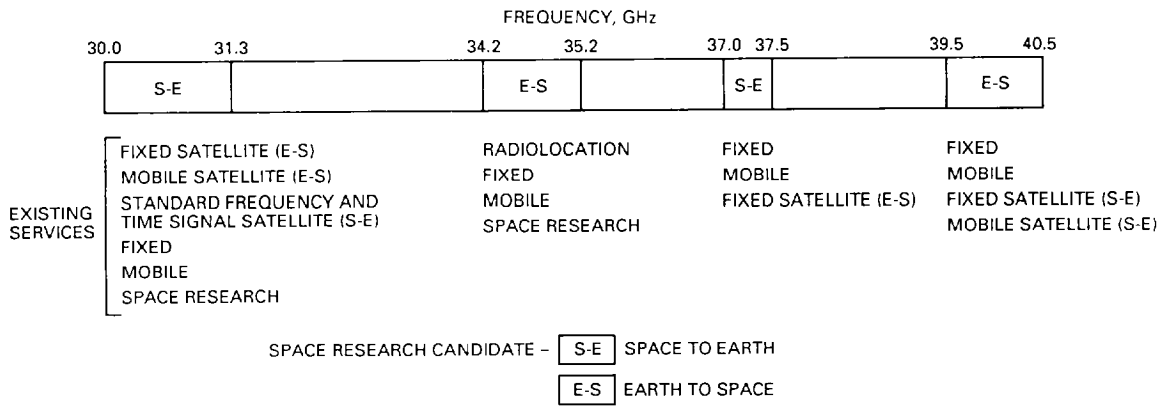 FREQUENCY, GHz
30.0 31.3 34.2 35.2 37.0 37.5 39.5 40.5
S-E E-S S-E E-S
FIXED SATELLITE (E-S) RADIOLOCATION FIXED FIXED
MOBILE SATELLITE (E-S) FIXED MOBILE MOBILE
STANDARD FREQUENCY AND MOBILE FIXED SATELLITE (E-S) FIXED SATELLITE (S-E)
EXISTING TIME SIGNAL SATELLITE (S-E) SPACE RESEARCH MOBILE SATELLITE (S-E)
SERVICES
FIXED
MOBILE
SPACE RESEARCH
SPACE RESEARCH CANDIDATE – S-E SPACE TO EARTH
E-S EARTH TO SPACE